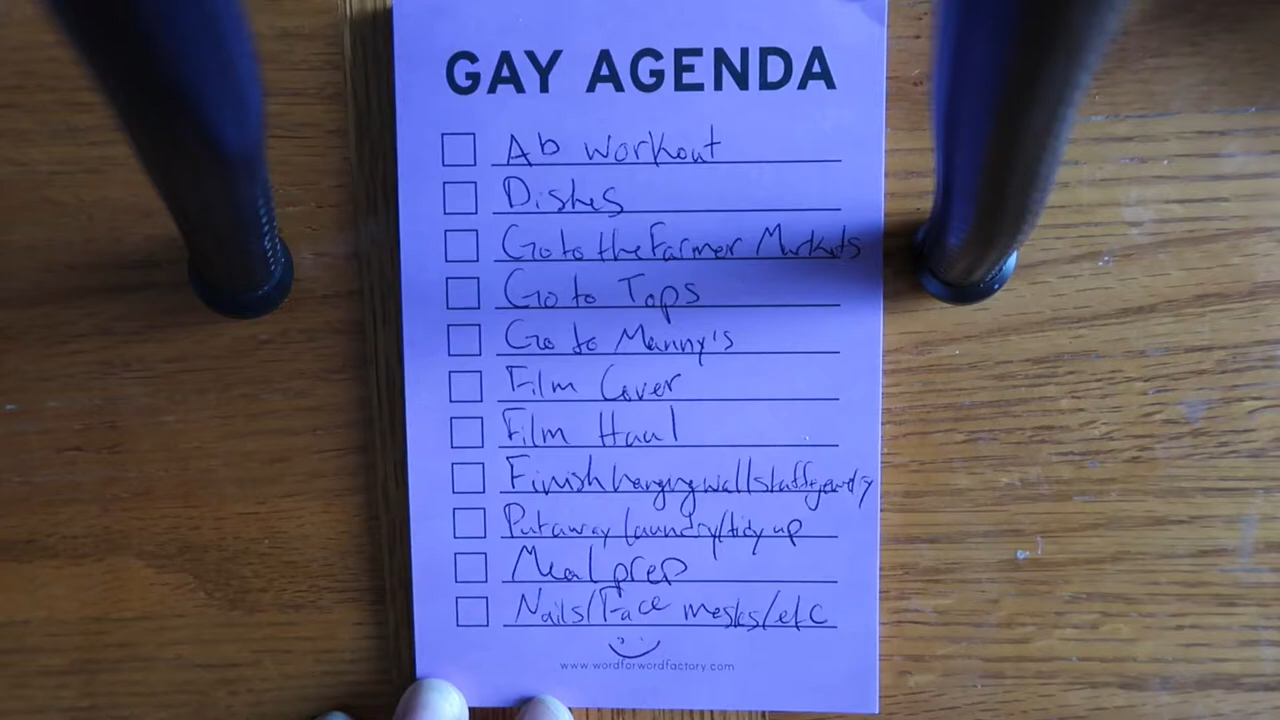 GAY AGENDA
Ab workout
Dishes
Go to the Farmer Markets
Go to Tops
Go to Manny's
Film Cover
Film Haul
Finish hanging wall stuff + jewelry
Put away laundry/tidy up
Meal prep
Nails/Face masks/etc
www.wordforwordfactory.com